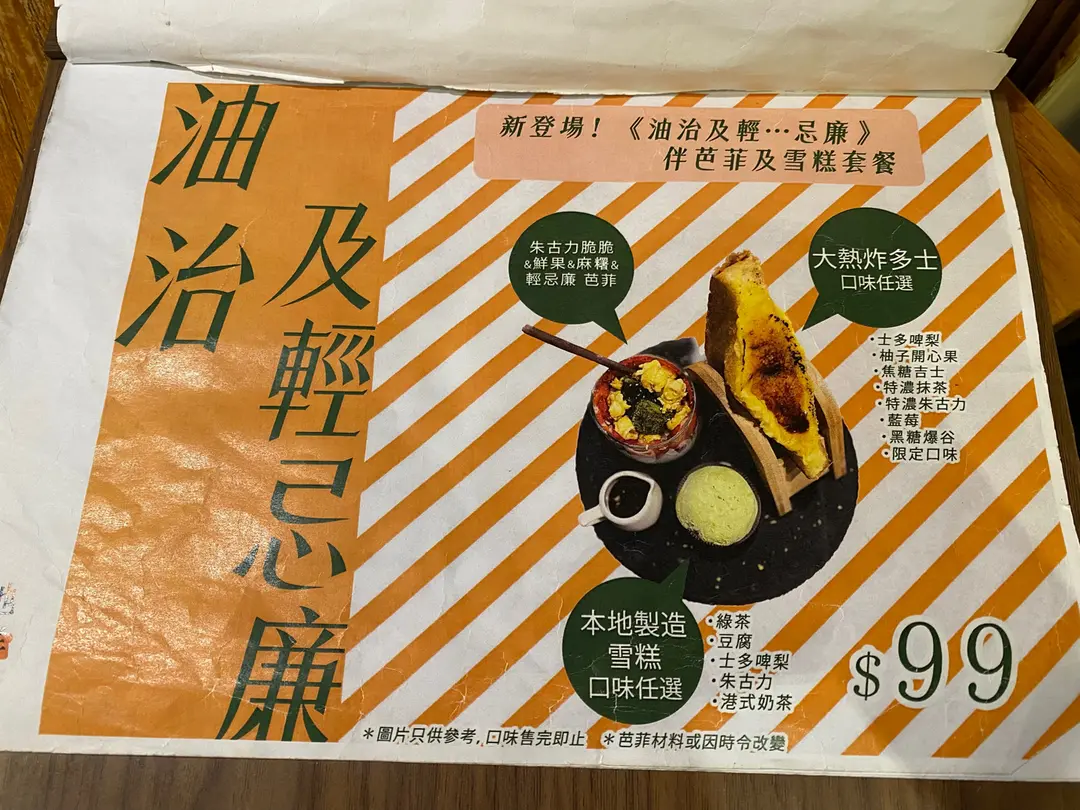 油治
及輕忌廉
新登場！《油治及輕…忌廉》
伴芭菲及雪糕套餐
朱古力脆脆
&鮮果&麻糬&
輕忌廉 芭菲
大熱炸多士
口味任選
·士多啤梨
·柚子開心果
·焦糖吉士
·特濃抹茶
·特濃朱古力
·藍莓
·黑糖爆谷
·限定口味
本地製造
雪糕
口味任選
·綠茶
·豆腐
·士多啤梨
·朱古力
·港式奶茶
$99
*圖片只供參考, 口味售完即止 *芭菲材料或因時令改變